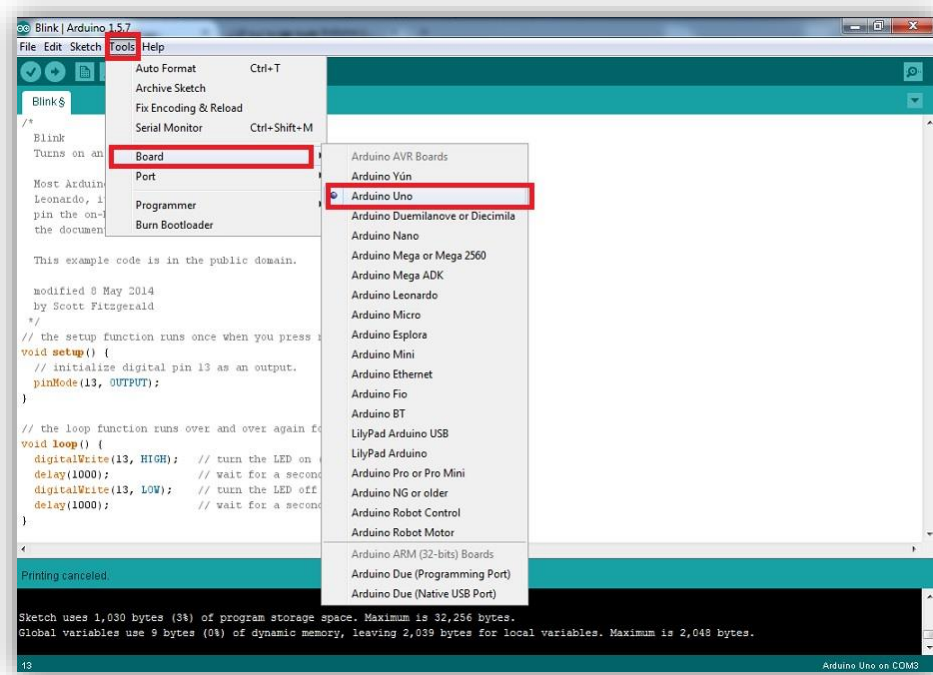 Blink | Arduino 1.5.7
File Edit Sketch Tools Help
Auto Format Ctrl+T
Archive Sketch
Fix Encoding & Reload
Serial Monitor Ctrl+Shift+M
Board
Port
Programmer
Burn Bootloader
Arduino AVR Boards
Arduino Yún
Arduino Uno
Arduino Duemilanove or Diecimila
Arduino Nano
Arduino Mega or Mega 2560
Arduino Mega ADK
Arduino Leonardo
Arduino Micro
Arduino Esplora
Arduino Mini
Arduino Ethernet
Arduino Fio
Arduino BT
LilyPad Arduino USB
LilyPad Arduino
Arduino Pro or Pro Mini
Arduino NG or older
Arduino Robot Control
Arduino Robot Motor
Arduino ARM (32-bits) Boards
Arduino Due (Programming Port)
Arduino Due (Native USB Port)
Blink§
/*
Blink
Turns on an
Most Arduin
Leonardo, i
pin the on-
the documen
This example code is in the public domain.
modified 8 May 2014
by Scott Fitzgerald
*/
// the setup function runs once when you press
void setup() {
// initialize digital pin 13 as an output.
pinMode(13, OUTPUT);
}
// the loop function runs over and over again fo
void loop() {
digitalWrite(13, HIGH); // turn the LED on
delay(1000); // wait for a second
digitalWrite(13, LOW); // turn the LED off
delay(1000); // wait for a second
}
Printing canceled.
Sketch uses 1,030 bytes (3%) of program storage space. Maximum is 32,256 bytes.
Global variables use 9 bytes (0%) of dynamic memory, leaving 2,039 bytes for local variables. Maximum is 2,048 bytes.
13 Arduino Uno on COM3